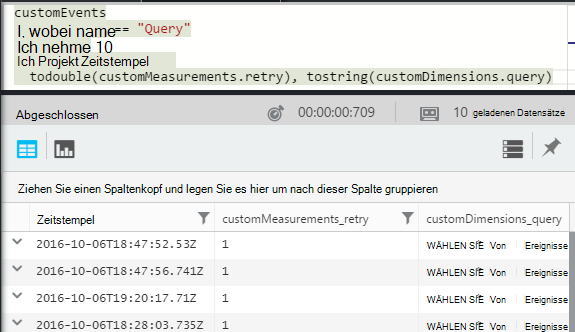 customEvents
I, wobei name== "Query"
Ich nehme 10
Ich Projekt Zeitstempel
todouble(customMeasurements.retry), tostring(customDimensions.query)
Abgeschlossen 00:00:00:709 10 geladenen Datensätze
Ziehen Sie einen Spaltenkopf und legen Sie es hier um nach dieser Spalte gruppieren
Zeitstempel customMeasurements_retry customDimensions_query
2016-10-06T18:47:52.53Z 1 WÄHLEN SIE Von Ereignisse
2016-10-06T18:47:56.741Z 1 WÄHLEN SIE Von Ereignisse
2016-10-06T19:20:17.71Z 1 WÄHLEN SIE Von Ereignisse
2016-10-06T18:28:03.735Z 1 WÄHLEN SIE Von Ereignisse